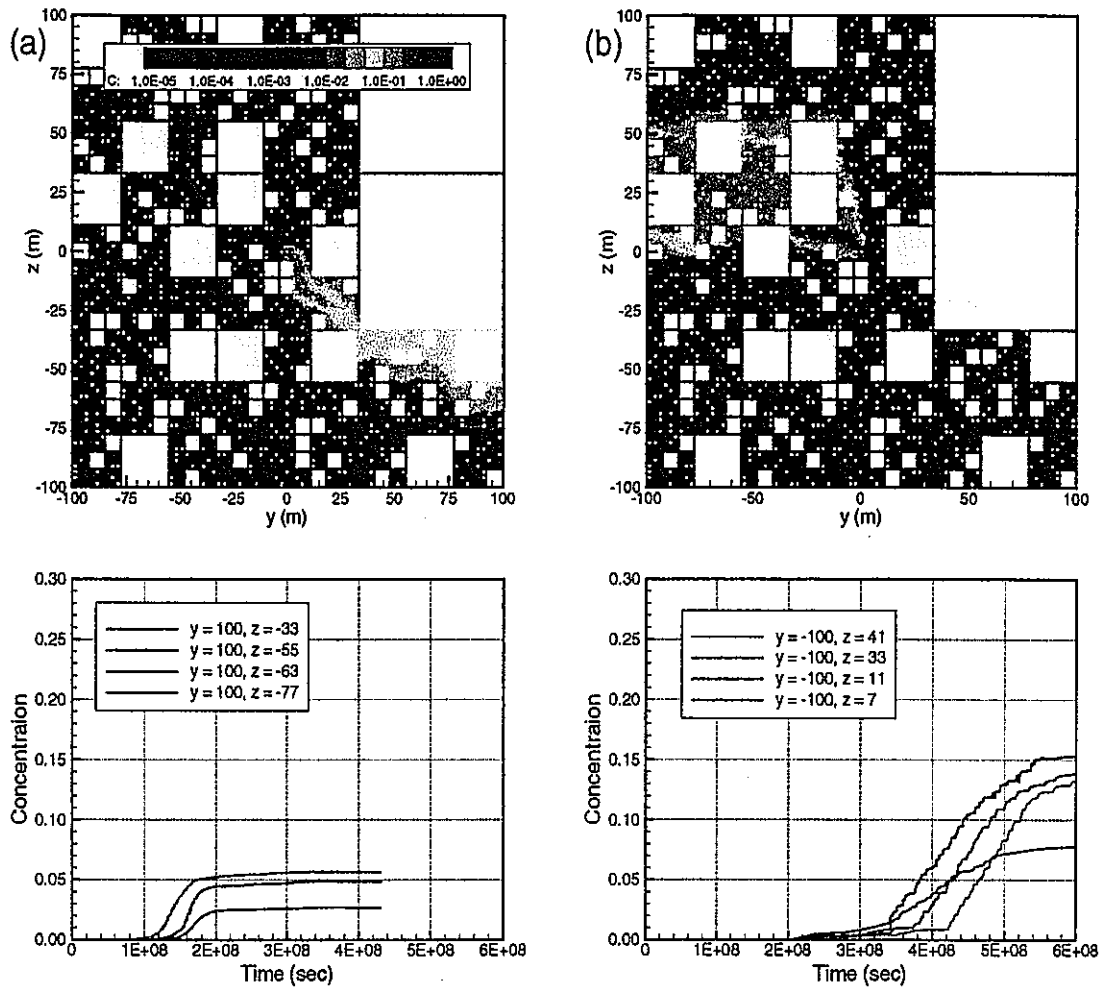 (a)
100
75
50
25
0
-25
-50
-75
-100
z (m)
C: 1.0E-05 1.0E-04 1.0E-03 1.0E-02 1.0E-01 1.0E+00
-100 -75 -50 -25 0 25 50 75 100
y (m)
(b)
100
75
50
25
0
-25
-50
-75
-100
z (m)
-100 -50 0 50 100
y (m)
0.30
0.25
0.20
0.15
0.10
0.05
0.00
Concentraion
y = 100, z = -33
y = 100, z = -55
y = 100, z = -63
y = 100, z = -77
0 1E+08 2E+08 3E+08 4E+08 5E+08 6E+08
Time (sec)
0.30
0.25
0.20
0.15
0.10
0.05
0.00
Concentraion
y = -100, z = 41
y = -100, z = 33
y = -100, z = 11
y = -100, z = 7
0 1E+08 2E+08 3E+08 4E+08 5E+08 6E+08
Time (sec)